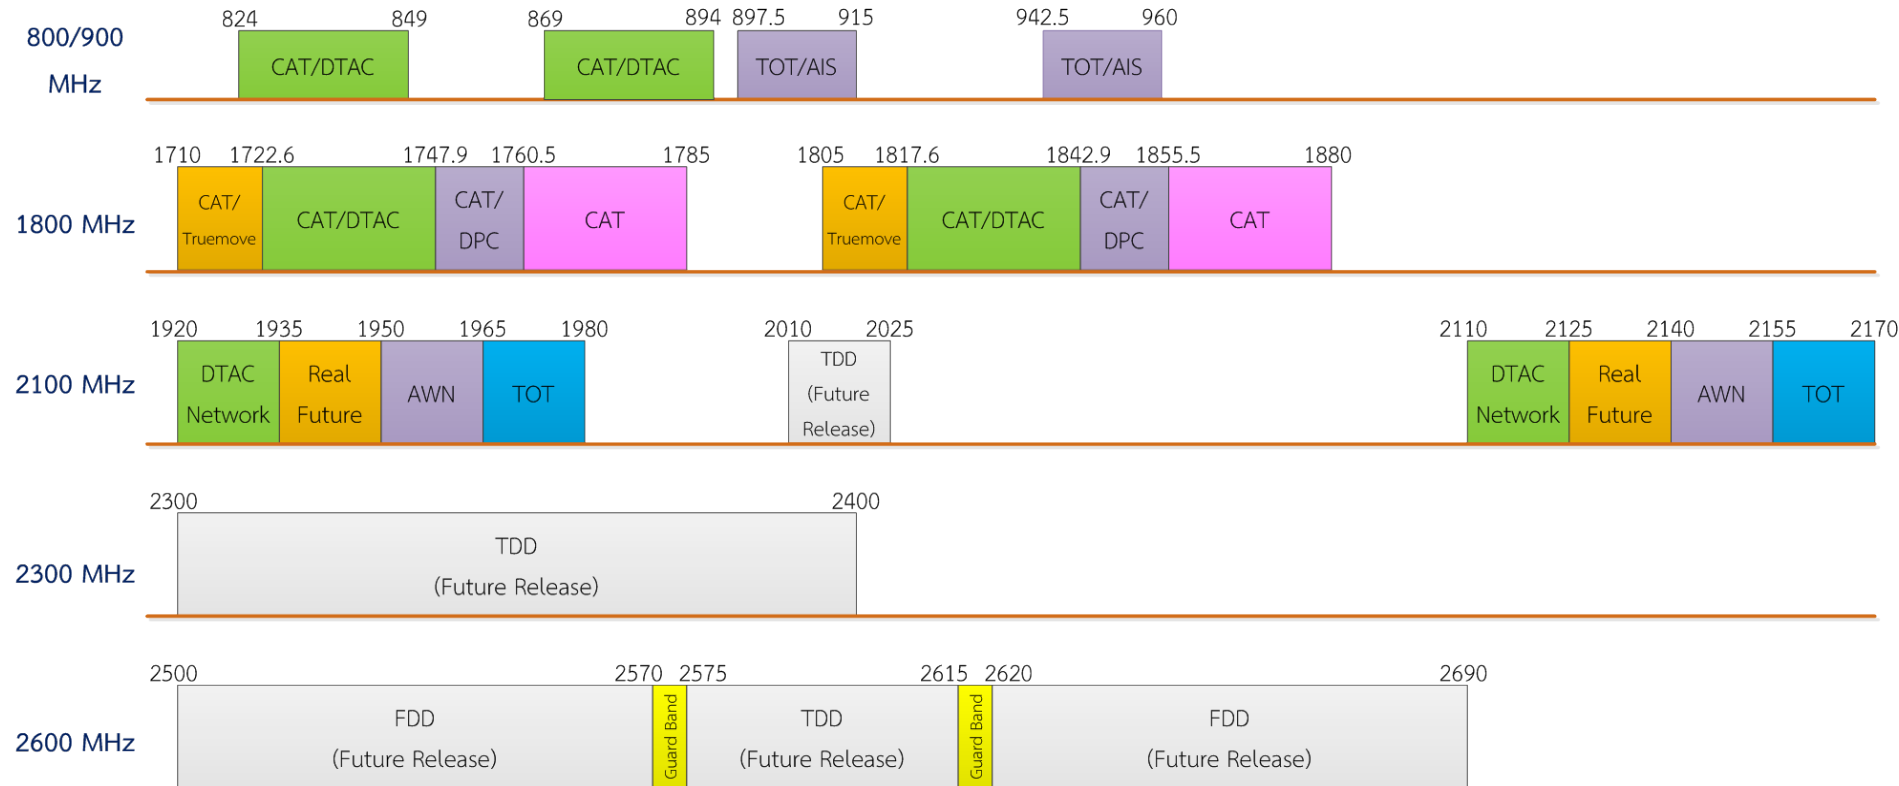 824 849 869 894 897.5 915 942.5 960
800/900
MHz
CAT/DTAC CAT/DTAC TOT/AIS TOT/AIS
1710 1722.6 1747.9 1760.5 1785 1805 1817.6 1842.9 1855.5 1880
1800 MHz
CAT/
Truemove
CAT/DTAC
CAT/
DPC
CAT
CAT/
Truemove
CAT/DTAC
CAT/
DPC
CAT
1920 1935 1950 1965 1980 2010 2025 2110 2125 2140 2155 2170
2100 MHz
DTAC
Network
Real
Future
AWN
TOT
TDD
(Future
Release)
DTAC
Network
Real
Future
AWN
TOT
2300 2400
2300 MHz
TDD
(Future Release)
2500 2570 2575 2615 2620 2690
2600 MHz
FDD
(Future Release)
Guard Band
TDD
(Future Release)
Guard Band
FDD
(Future Release)